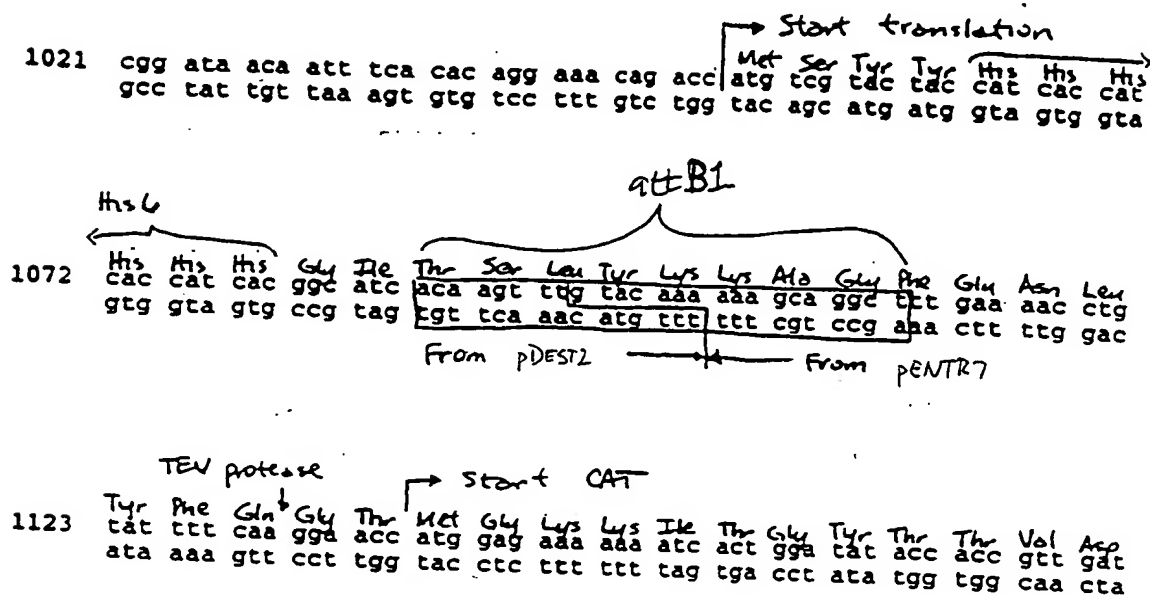 Start translation
Met Ser Tyr Tyr His His His
1021 cgg ata aca att tca cac agg aaa cag acc atg tcg tac tac cat cac cat
gcc tat tgt taa agt gtg tcc ttt gtc tgg tac agc atg atg gta gtg gta
attB1
His6
His His His Gly Ile Thr Ser Leu Tyr Lys Lys Ala Gly Phe Glu Asn Leu
1072 cac cat cac ggc atc aca agt ttg tac aaa aaa gca ggc ttt gaa aac ctg
gtg gta gtg ccg tag tgt tca aac atg ttt ttt cgt ccg aaa ctt ttg gac
From pDEST2 From pENTR7
TEV protease Start CAT
Tyr Phe Gln Gly Thr Met Gly Lys Lys Ile Thr Gly Tyr Thr Thr Val Asp
1123 tat ttt caa gga acc atg gag aaa aaa atc act gga tat acc acc gtt gat
ata aaa gtt cct tgg tac ctc ttt ttt tag tga cct ata tgg tgg caa cta